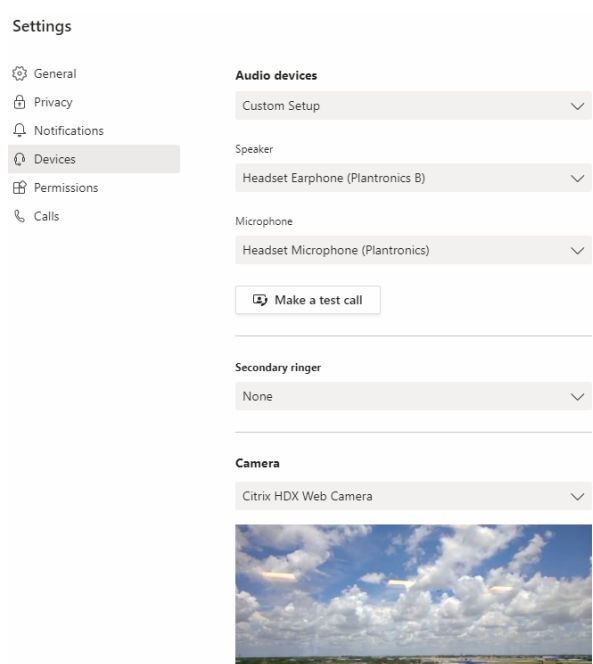 Settings
General
Privacy
Notifications
Devices
Permissions
Calls
Audio devices
Custom Setup
Speaker
Headset Earphone (Plantronics B)
Microphone
Headset Microphone (Plantronics)
Make a test call
Secondary ringer
None
Camera
Citrix HDX Web Camera